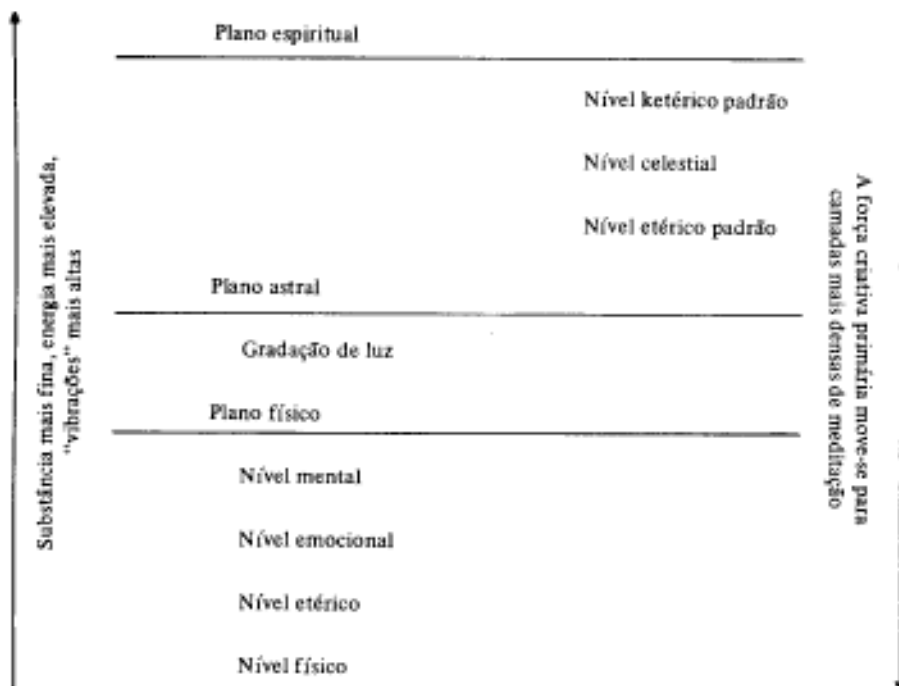 Plano espiritual
Nível ketérico padrão
Nível celestial
Nível etérico padrão
Plano astral
Gradação de luz
Plano físico
Nível mental
Nível emocional
Nível etérico
Nível físico
Substância mais fina, energia mais elevada,
"vibrações" mais altas
A força criativa primária move-se para
camadas mais densas de meditação